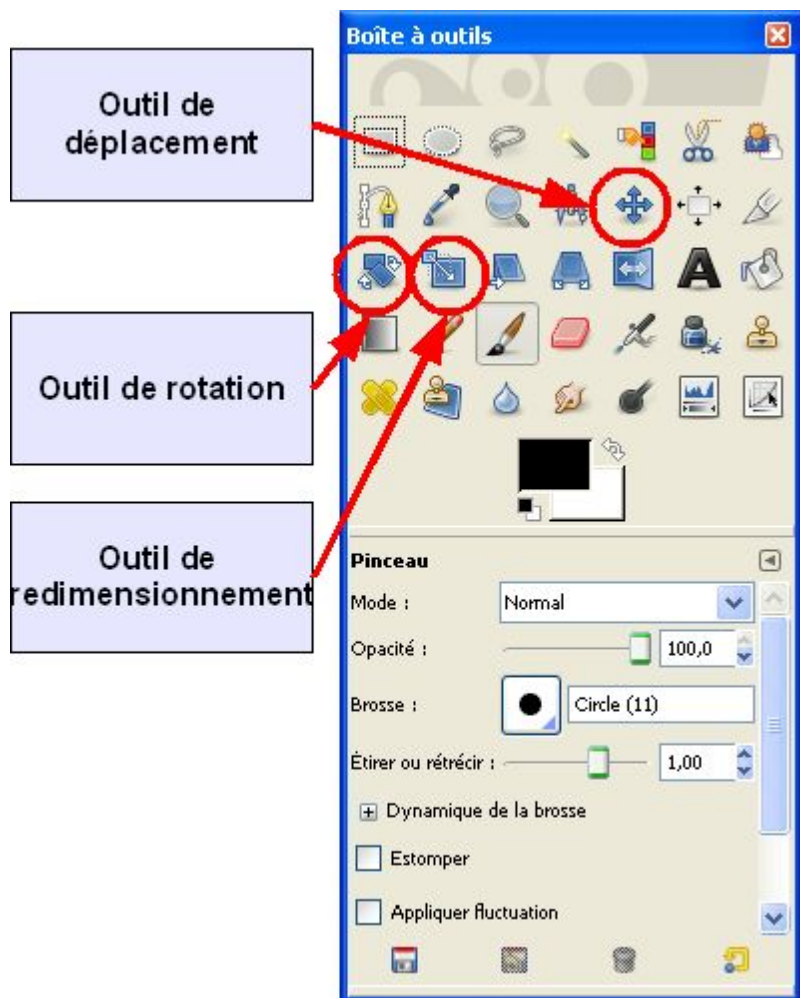 Boîte à outils
Outil de
déplacement
Outil de rotation
Outil de
redimensionnement
Pinceau
Mode : Normal
Opacité : 100,0
Brosse : Circle (11)
Étirer ou rétrécir : 1,00
Dynamique de la brosse
Estomper
Appliquer fluctuation